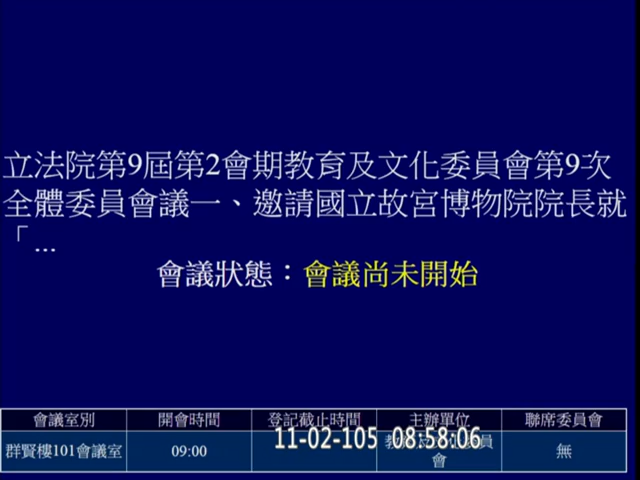 立法院第9屆第2會期教育及文化委員會第9次
全體委員會議一、邀請國立故宮博物院院長就
「...
會議狀態：會議尚未開始
會議室別 開會時間 登記截止時間 主辦單位 聯席委員會
群賢樓101會議室 09:00 無
11-02-105 08:58:06